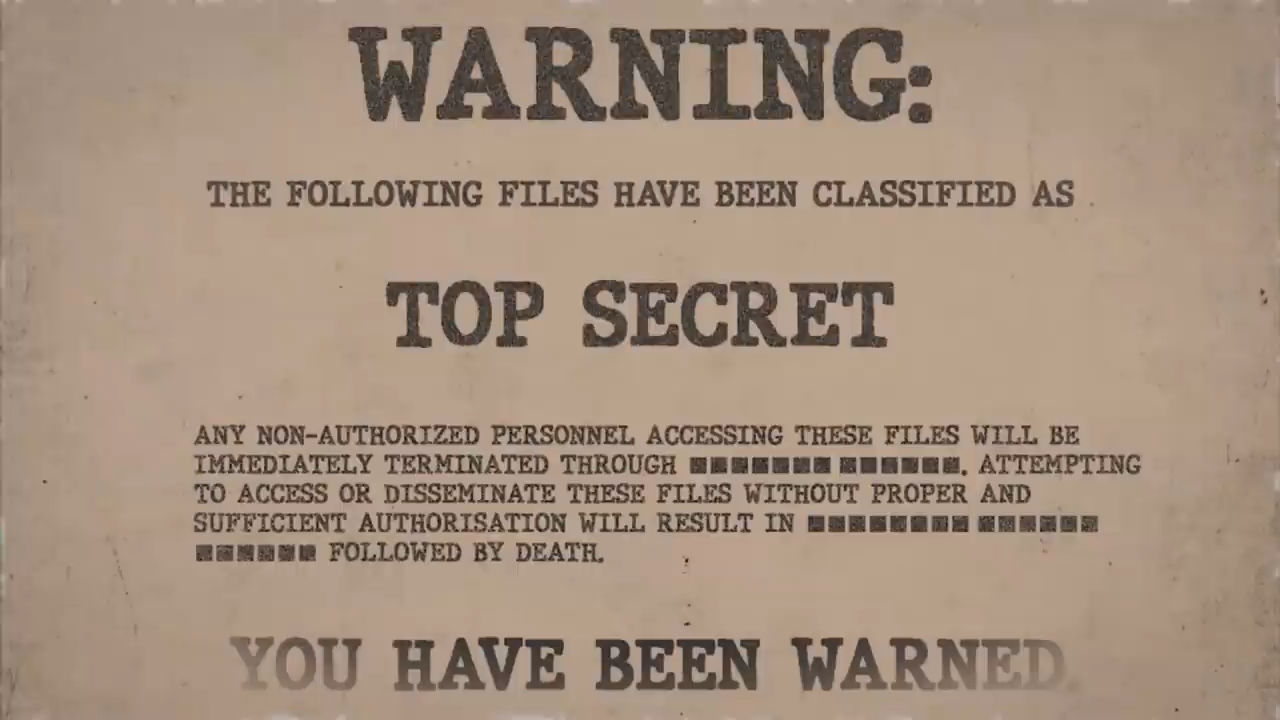 WARNING:
THE FOLLOWING FILES HAVE BEEN CLASSIFIED AS
TOP SECRET
ANY NON-AUTHORIZED PERSONNEL ACCESSING THESE FILES WILL BE
IMMEDIATELY TERMINATED THROUGH ■■■■■■■ ■■■■■■. ATTEMPTING
TO ACCESS OR DISSEMINATE THESE FILES WITHOUT PROPER AND
SUFFICIENT AUTHORISATION WILL RESULT IN ■■■■■■■■ ■■■■■■
■■■■■■ FOLLOWED BY DEATH.
YOU HAVE BEEN WARNED.